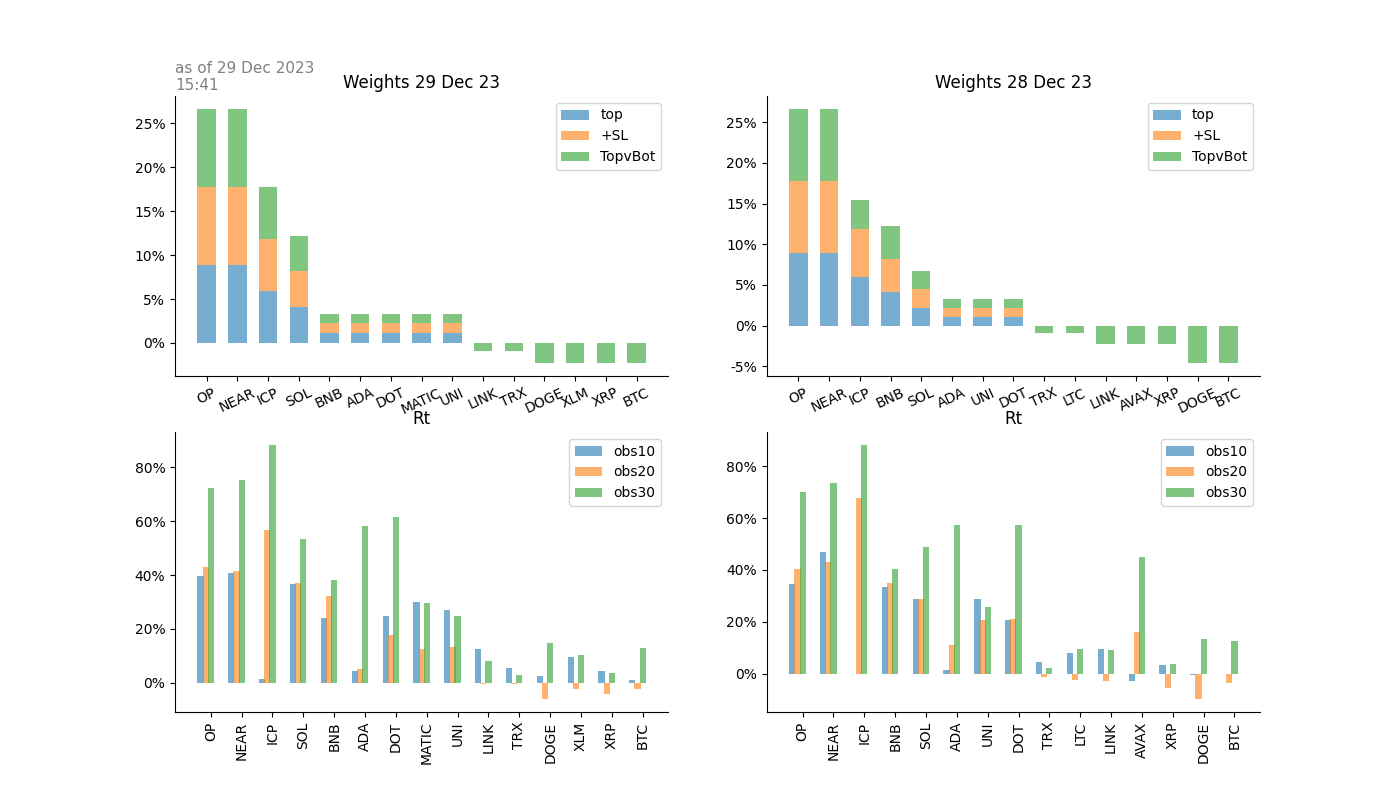 as of 29 Dec 2023
15:41
Weights 29 Dec 23
25%
20%
15%
10%
5%
0%
top
+SL
TopvBot
OP NEAR ICP SOL BNB ADA DOT MATIC UNI LINK TRX DOGE XLM XRP BTC
Weights 28 Dec 23
25%
20%
15%
10%
5%
0%
-5%
top
+SL
TopvBot
OP NEAR ICP BNB SOL ADA UNI DOT TRX LTC LINK AVAX XRP DOGE BTC
Rt
80%
60%
40%
20%
0%
obs10
obs20
obs30
OP NEAR ICP SOL BNB ADA DOT MATIC UNI LINK TRX DOGE XLM XRP BTC
Rt
80%
60%
40%
20%
0%
obs10
obs20
obs30
OP NEAR ICP BNB SOL ADA UNI DOT TRX LTC LINK AVAX XRP DOGE BTC